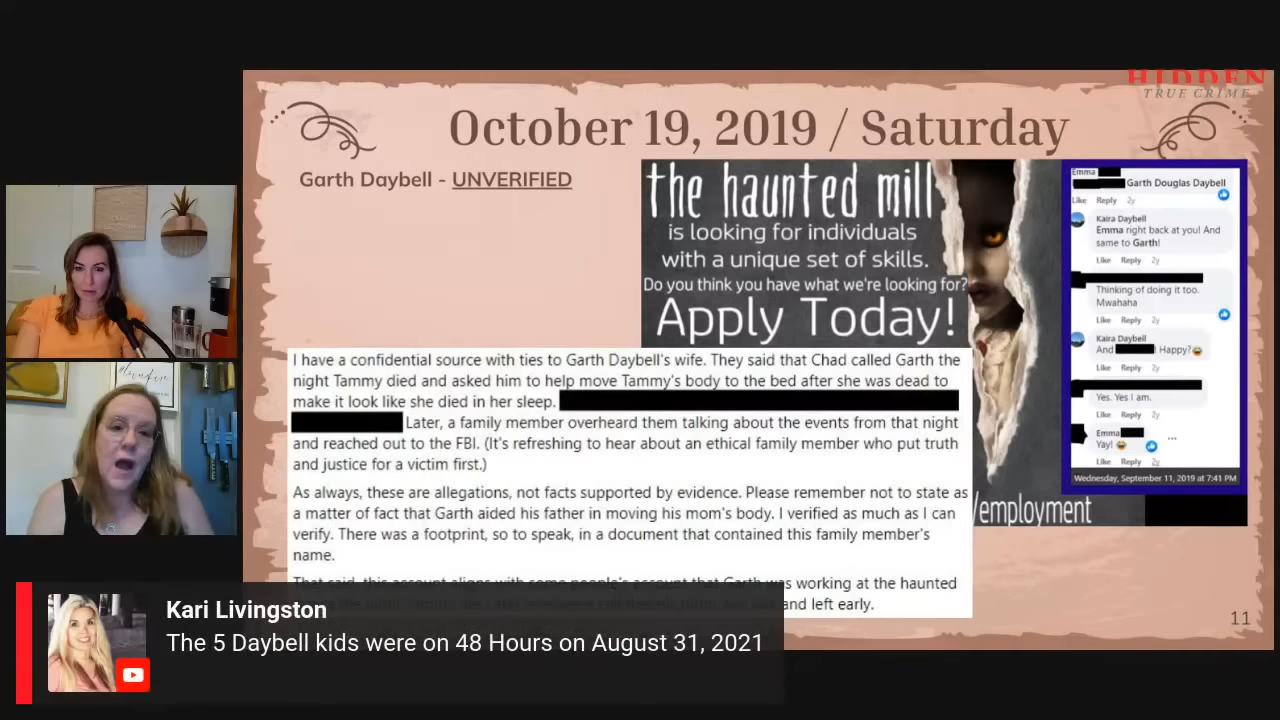 HIDDEN
TRUE CRIME
October 19, 2019 / Saturday
Garth Daybell - UNVERIFIED
the haunted mill
is looking for individuals
with a unique set of skills.
Do you think you have what we're looking for?
Apply Today!
/employment
Emma
Garth Douglas Daybell
Like Reply 2y
Kaira Daybell
Emma right back at you! And
same to Garth!
Like Reply 2y
Thinking of doing it too.
Mwahaha
Like Reply 2y
Kaira Daybell
And ! Happy?
Like Reply 2y
Yes. Yes I am.
Like Reply 2y
Emma
Yay!
Like Reply 2y
Wednesday, September 11, 2019 at 7:41 PM
I have a confidential source with ties to Garth Daybell's wife. They said that Chad called Garth the
night Tammy died and asked him to help move Tammy's body to the bed after she was dead to
make it look like she died in her sleep.
Later, a family member overheard them talking about the events from that night
and reached out to the FBI. (It's refreshing to hear about an ethical family member who put truth
and justice for a victim first.)
As always, these are allegations, not facts supported by evidence. Please remember not to state as
a matter of fact that Garth aided his father in moving his mom's body. I verified as much as I can
verify. There was a footprint, so to speak, in a document that contained this family member's
name.
That said, this account aligns with some people's account that Garth was working at the haunted
and left early.
11
Kari Livingston
The 5 Daybell kids were on 48 Hours on August 31, 2021